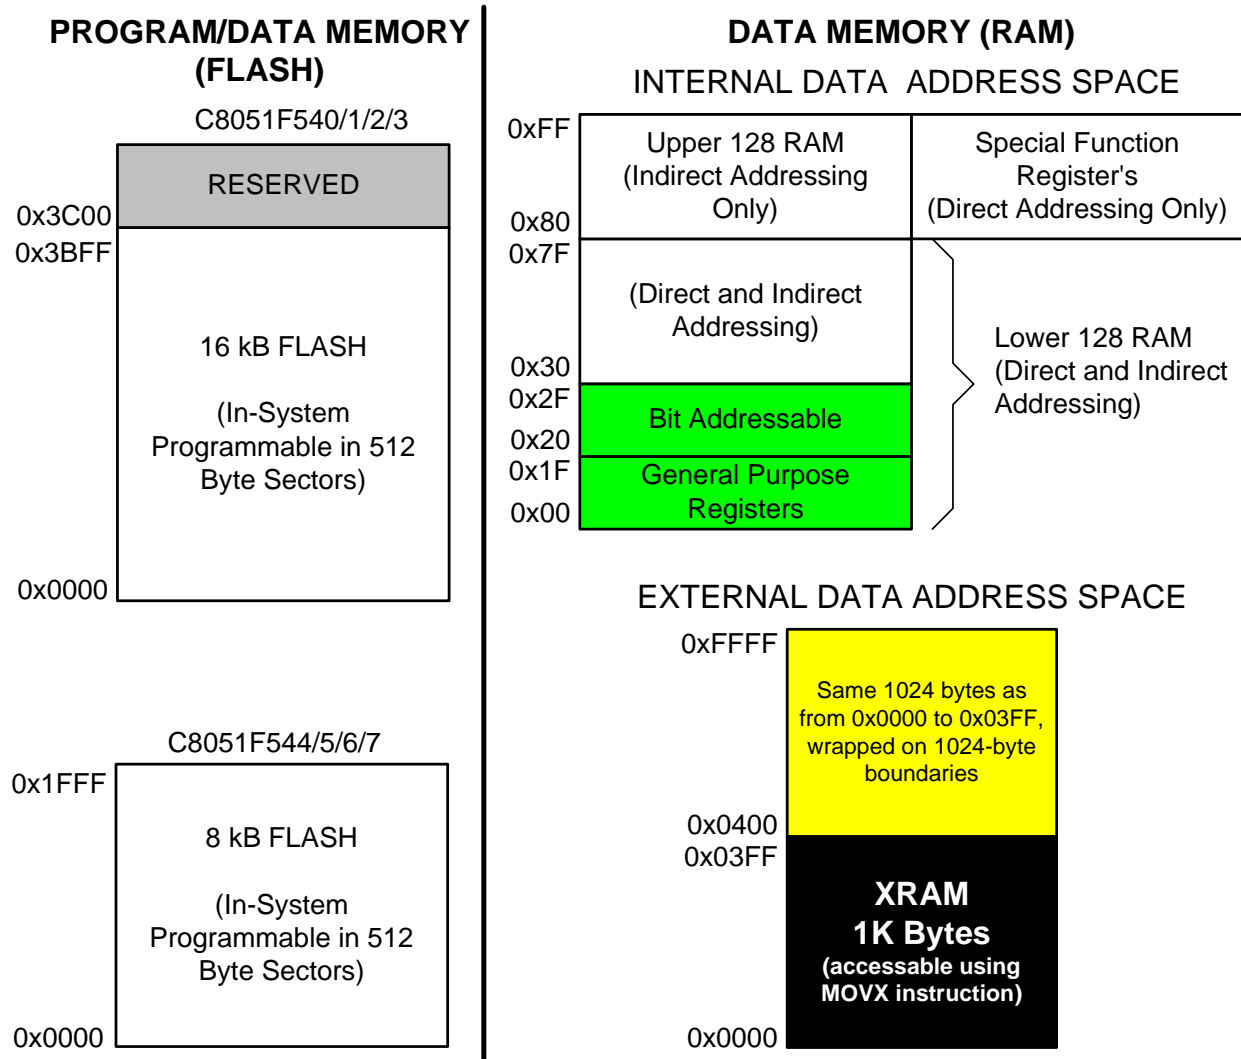 PROGRAM/DATA MEMORY
(FLASH)
C8051F540/1/2/3
RESERVED
0x3C00
0x3BFF
16 kB FLASH
(In-System
Programmable in 512
Byte Sectors)
0x0000
C8051F544/5/6/7
0x1FFF
8 kB FLASH
(In-System
Programmable in 512
Byte Sectors)
0x0000
DATA MEMORY (RAM)
INTERNAL DATA ADDRESS SPACE
0xFF
Upper 128 RAM
(Indirect Addressing
Only)
Special Function
Register's
(Direct Addressing Only)
0x80
0x7F
(Direct and Indirect
Addressing)
Lower 128 RAM
(Direct and Indirect
Addressing)
0x30
0x2F
Bit Addressable
0x20
0x1F
General Purpose
Registers
0x00
EXTERNAL DATA ADDRESS SPACE
0xFFFF
Same 1024 bytes as
from 0x0000 to 0x03FF,
wrapped on 1024-byte
boundaries
0x0400
0x03FF
XRAM
1K Bytes
(accessable using
MOVX instruction)
0x0000